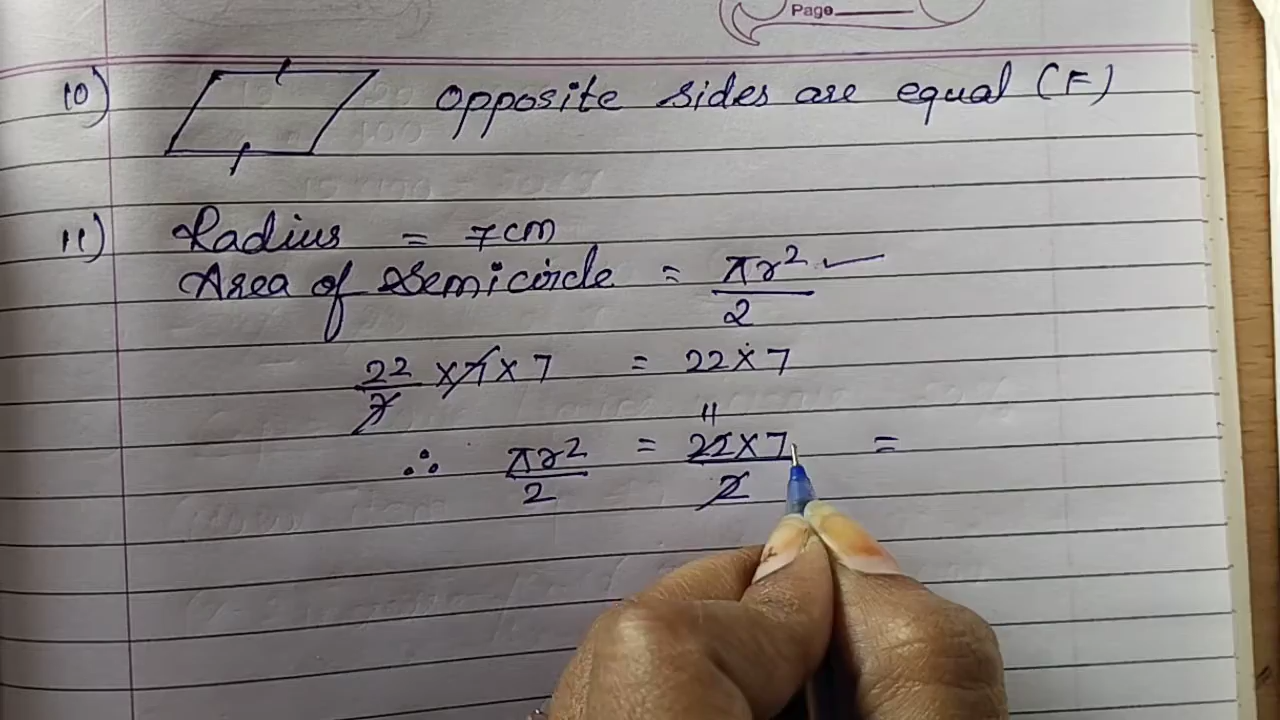 Page
10) opposite sides are equal (F)
11) Radius = 7cm
Area of Semicircle = πr²/2
22/7 × 7 × 7 = 22×7
∴ πr²/2 = 22×7/2 =
11